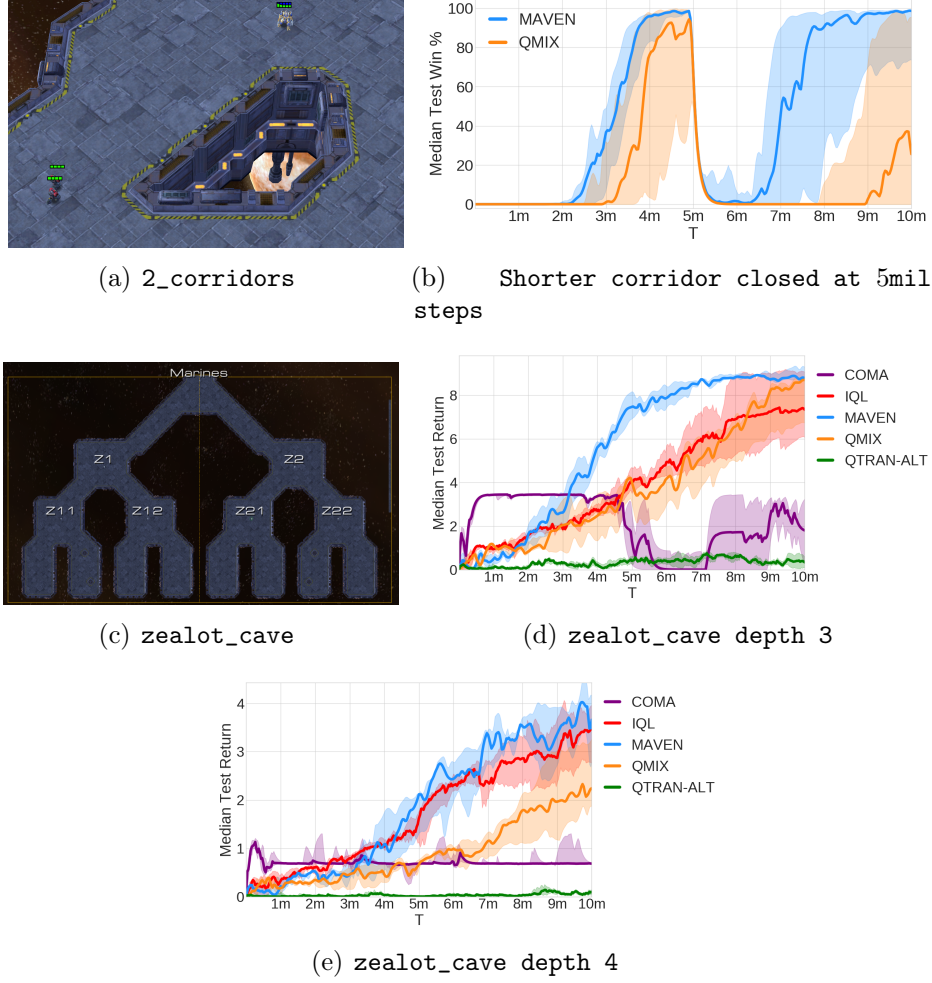 100
80
60
40
20
0
Median Test Win %
MAVEN
QMIX
1m 2m 3m 4m 5m 6m 7m 8m 9m 10m
T
(a) 2_corridors
(b) Shorter corridor closed at 5mil
steps
Marines
Z1 Z2
Z11 Z12 Z21 Z22
8
6
4
2
0
Median Test Return
COMA
IQL
MAVEN
QMIX
QTRAN-ALT
1m 2m 3m 4m 5m 6m 7m 8m 9m 10m
T
(c) zealot_cave
(d) zealot_cave depth 3
4
3
2
1
0
Median Test Return
COMA
IQL
MAVEN
QMIX
QTRAN-ALT
1m 2m 3m 4m 5m 6m 7m 8m 9m 10m
T
(e) zealot_cave depth 4